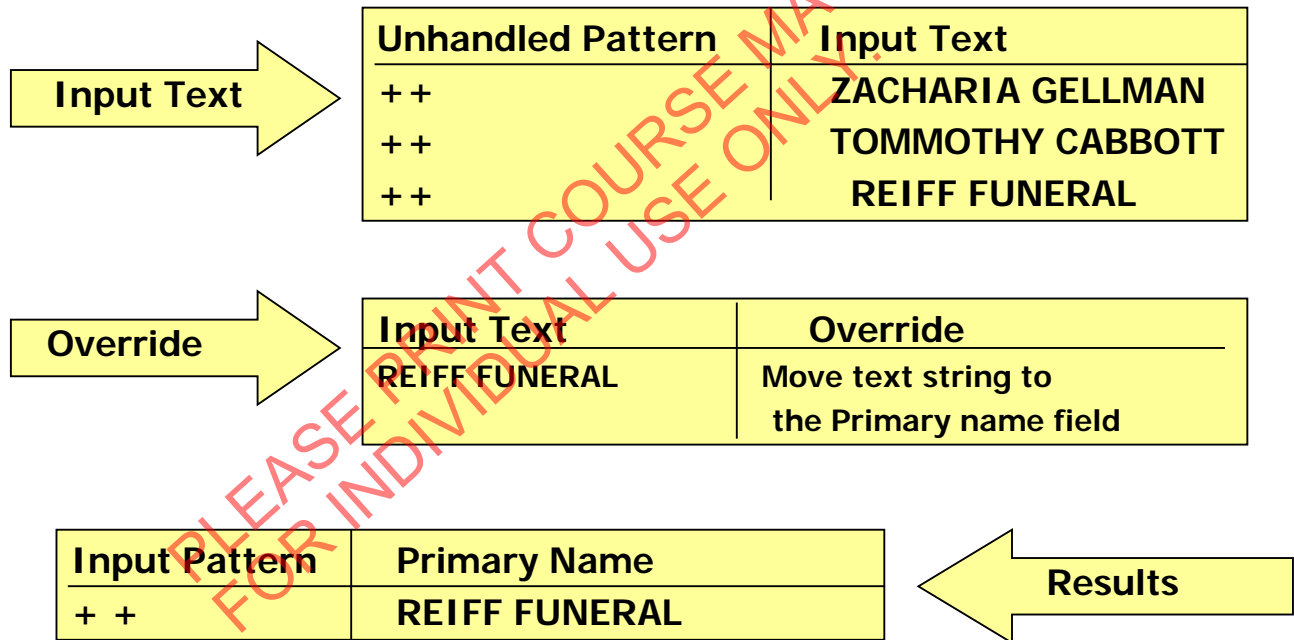 Unhandled Pattern Input Text
Input Text
++ ZACHARIA GELLMAN
++ TOMMOTHY CABBOTT
++ REIFF FUNERAL
Override
Input Text Override
REIFF FUNERAL Move text string to
the Primary name field
Input Pattern Primary Name
+ + REIFF FUNERAL
Results
PLEASE PRINT COURSE
FOR INDIVIDUAL USE ONLY.